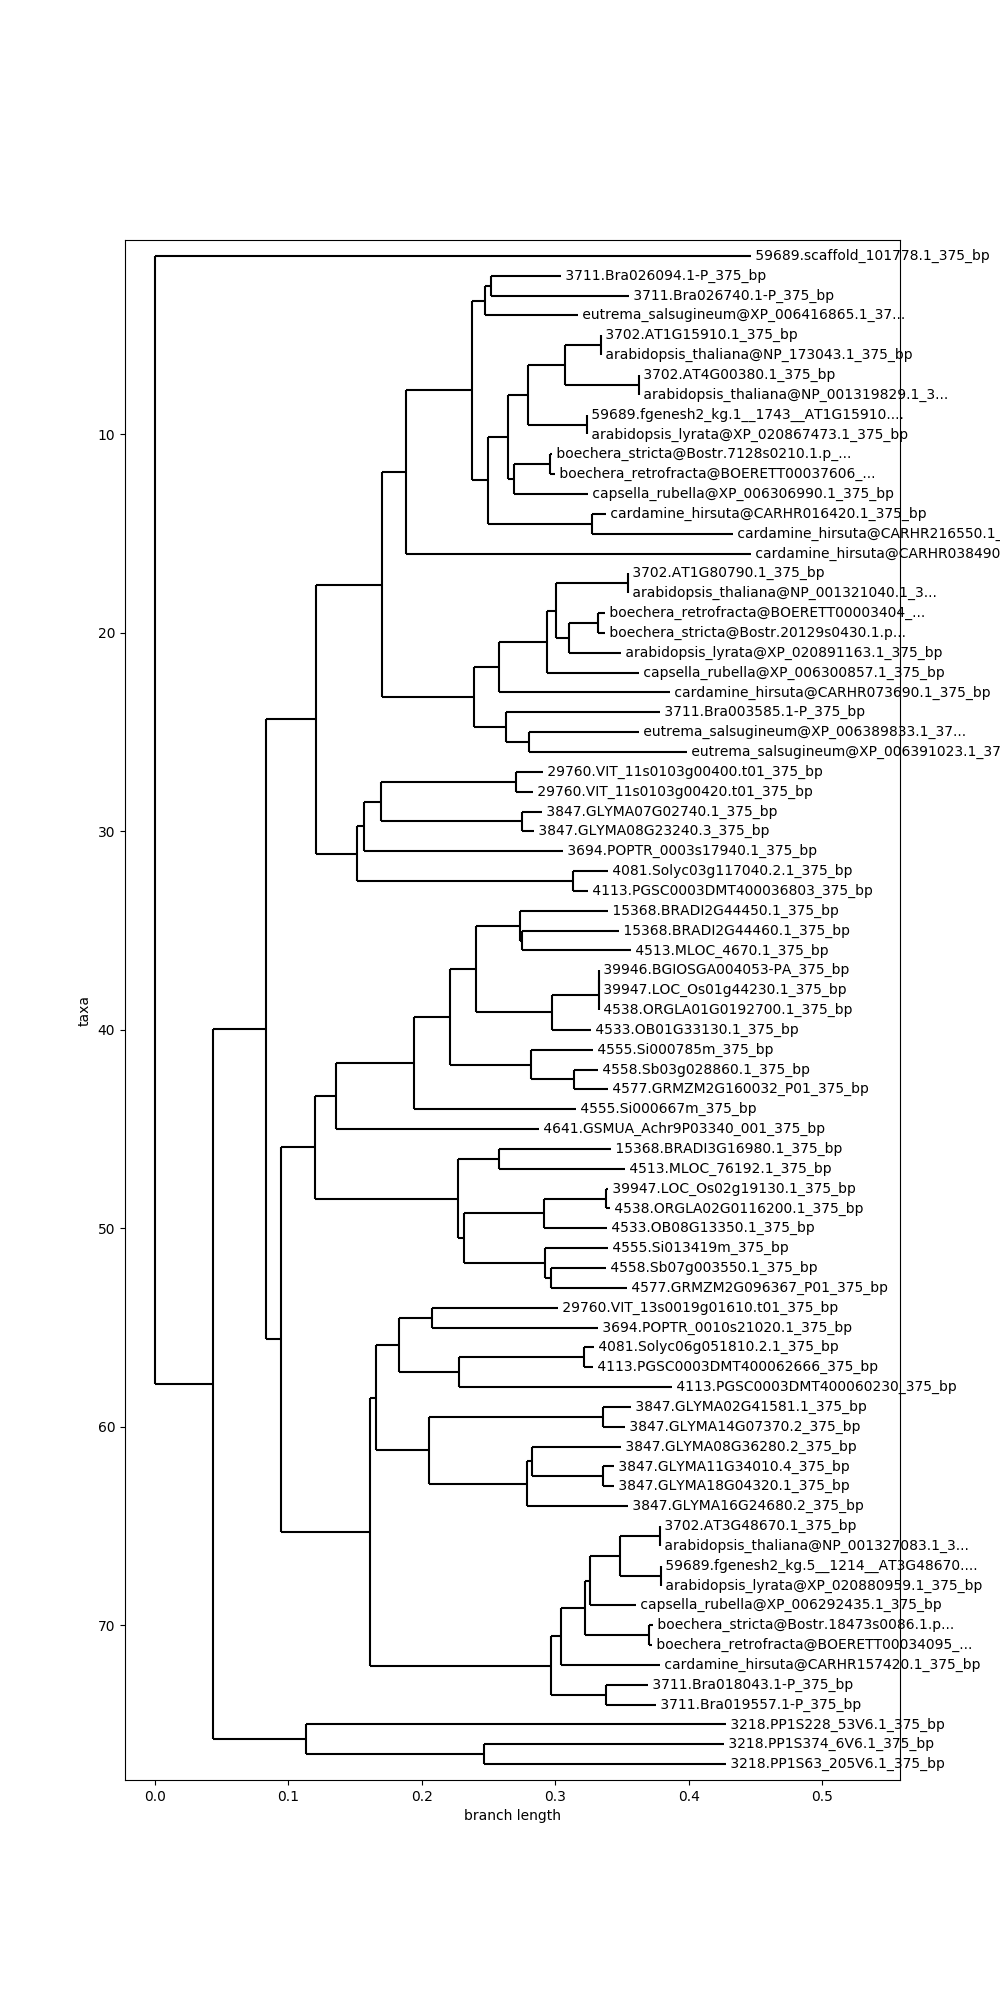 59689.scaffold_101778.1_375_bp
3711.Bra026094.1-P_375_bp
3711.Bra026740.1-P_375_bp
eutrema_salsugineum@XP_006416865.1_37...
3702.AT1G15910.1_375_bp
arabidopsis_thaliana@NP_173043.1_375_bp
3702.AT4G00380.1_375_bp
arabidopsis_thaliana@NP_001319829.1_3...
59689.fgenesh2_kg.1__1743__AT1G15910....
10
arabidopsis_lyrata@XP_020867473.1_375_bp
boechera_stricta@Bostr.7128s0210.1.p_...
boechera_retrofracta@BOERETT00037606_...
capsella_rubella@XP_006306990.1_375_bp
cardamine_hirsuta@CARHR016420.1_375_bp
cardamine_hirsuta@CARHR216550.1_
cardamine_hirsuta@CARHR038490
3702.AT1G80790.1_375_bp
arabidopsis_thaliana@NP_001321040.1_3...
boechera_retrofracta@BOERETT00003404_...
20
boechera_stricta@Bostr.20129s0430.1.p...
arabidopsis_lyrata@XP_020891163.1_375_bp
capsella_rubella@XP_006300857.1_375_bp
cardamine_hirsuta@CARHR073690.1_375_bp
3711.Bra003585.1-P_375_bp
eutrema_salsugineum@XP_006389833.1_37...
eutrema_salsugineum@XP_006391023.1_37
29760.VIT_11s0103g00400.t01_375_bp
29760.VIT_11s0103g00420.t01_375_bp
3847.GLYMA07G02740.1_375_bp
30
3847.GLYMA08G23240.3_375_bp
3694.POPTR_0003s17940.1_375_bp
4081.Solyc03g117040.2.1_375_bp
4113.PGSC0003DMT400036803_375_bp
15368.BRADI2G44450.1_375_bp
15368.BRADI2G44460.1_375_bp
4513.MLOC_4670.1_375_bp
39946.BGIOSGA004053-PA_375_bp
39947.LOC_Os01g44230.1_375_bp
4538.ORGLA01G0192700.1_375_bp
taxa
40
4533.OB01G33130.1_375_bp
4555.Si000785m_375_bp
4558.Sb03g028860.1_375_bp
4577.GRMZM2G160032_P01_375_bp
4555.Si000667m_375_bp
4641.GSMUA_Achr9P03340_001_375_bp
15368.BRADI3G16980.1_375_bp
4513.MLOC_76192.1_375_bp
39947.LOC_Os02g19130.1_375_bp
4538.ORGLA02G0116200.1_375_bp
50
4533.OB08G13350.1_375_bp
4555.Si013419m_375_bp
4558.Sb07g003550.1_375_bp
4577.GRMZM2G096367_P01_375_bp
29760.VIT_13s0019g01610.t01_375_bp
3694.POPTR_0010s21020.1_375_bp
4081.Solyc06g051810.2.1_375_bp
4113.PGSC0003DMT400062666_375_bp
4113.PGSC0003DMT400060230_375_bp
3847.GLYMA02G41581.1_375_bp
60
3847.GLYMA14G07370.2_375_bp
3847.GLYMA08G36280.2_375_bp
3847.GLYMA11G34010.4_375_bp
3847.GLYMA18G04320.1_375_bp
3847.GLYMA16G24680.2_375_bp
3702.AT3G48670.1_375_bp
arabidopsis_thaliana@NP_001327083.1_3...
59689.fgenesh2_kg.5__1214__AT3G48670....
arabidopsis_lyrata@XP_020880959.1_375_bp
capsella_rubella@XP_006292435.1_375_bp
70
boechera_stricta@Bostr.18473s0086.1.p...
boechera_retrofracta@BOERETT00034095_...
cardamine_hirsuta@CARHR157420.1_375_bp
3711.Bra018043.1-P_375_bp
3711.Bra019557.1-P_375_bp
3218.PP1S228_53V6.1_375_bp
3218.PP1S374_6V6.1_375_bp
3218.PP1S63_205V6.1_375_bp
0.0 0.1 0.2 0.3 0.4 0.5
branch length